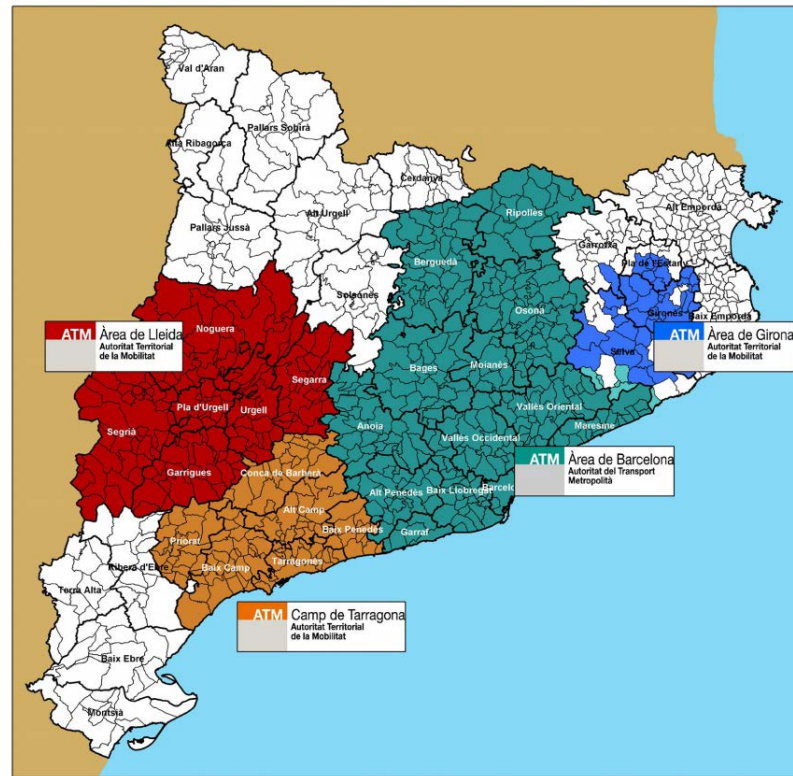 Val d'Aran
Pallars Sobirà
Alta Ribagorça
Cerdanya
Alt Urgell
Pallars Jussà
Ripollès
Alt Empordà
Garrotxa
Berguedà
Pla de l'Estany
Solsonès
Osona
Gironès
Baix Empordà
ATM Àrea de Lleida
Autoritat Territorial
de la Mobilitat
Noguera
ATM Àrea de Girona
Autoritat Territorial
de la Mobilitat
Selva
Segarra
Bages
Moianès
Pla d'Urgell
Urgell
Segrià
Anoia
Vallès Oriental
Maresme
Vallès Occidental
Garrigues
Conca de Barberà
ATM Àrea de Barcelona
Autoritat del Transport
Metropolità
Alt Penedès
Baix Llobregat
Alt Camp
Baix Penedès
Garraf
Priorat
Tarragonès
Baix Camp
Ribera d'Ebre
Terra Alta
ATM Camp de Tarragona
Autoritat Territorial
de la Mobilitat
Baix Ebre
Montsià